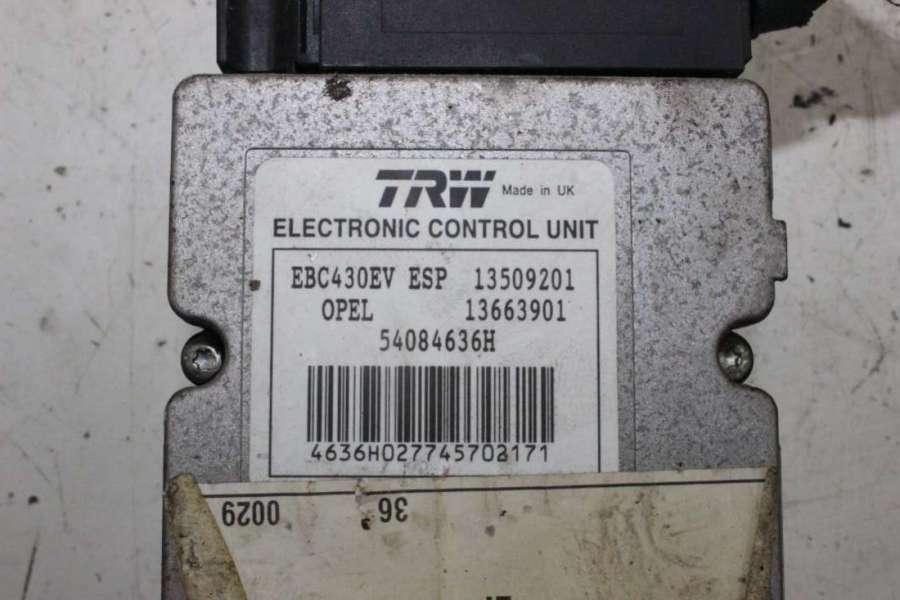 TRW Made in UK
ELECTRONIC CONTROL UNIT
EBC430EV ESP 13509201
OPEL 13663901
54084636H
4636H027745702171
0029 36